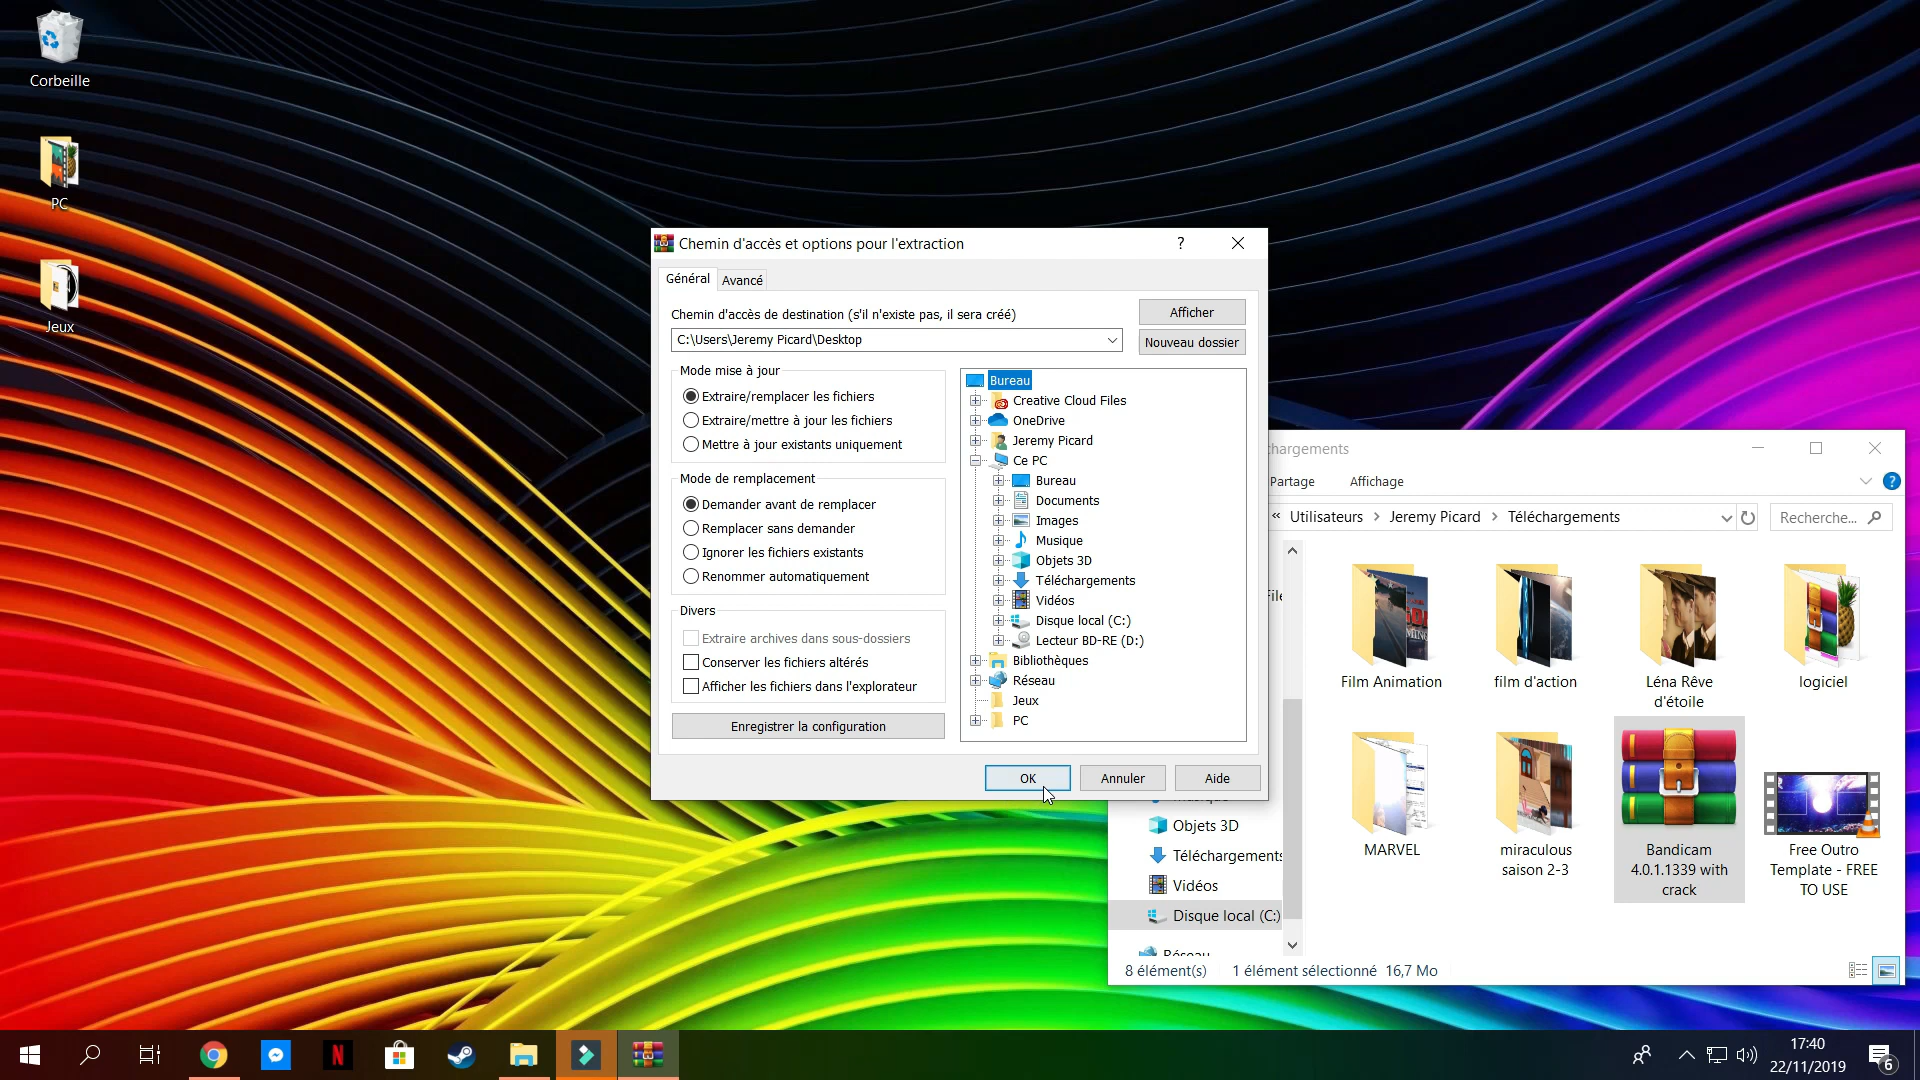 Corbeille
PC
Jeux
Chemin d'accès et options pour l'extraction
?
Général
Avancé
Chemin d'accès de destination (s'il n'existe pas, il sera créé)
Afficher
C:\Users\Jeremy Picard\Desktop
Nouveau dossier
Mode mise à jour
Extraire/remplacer les fichiers
Extraire/mettre à jour les fichiers
Mettre à jour existants uniquement
Mode de remplacement
Demander avant de remplacer
Remplacer sans demander
Ignorer les fichiers existants
Renommer automatiquement
Divers
Extraire archives dans sous-dossiers
Conserver les fichiers altérés
Afficher les fichiers dans l'explorateur
Enregistrer la configuration
Bureau
Creative Cloud Files
OneDrive
Jeremy Picard
Ce PC
Bureau
Documents
Images
Musique
Objets 3D
Téléchargements
Vidéos
Disque local (C:)
Lecteur BD-RE (D:)
Bibliothèques
Réseau
Jeux
PC
OK
Annuler
Aide
chargements
Partage
Affichage
?
« Utilisateurs > Jeremy Picard > Téléchargements
Recherche...
Film Animation
film d'action
Léna Rêve
d'étoile
logiciel
MARVEL
miraculous
saison 2-3
Bandicam
4.0.1.1339 with
crack
Free Outro
Template - FREE
TO USE
Objets 3D
Téléchargements
Vidéos
Disque local (C:)
Réseau
8 élément(s)
1 élément sélectionné 16,7 Mo
N
17:40
22/11/2019
6